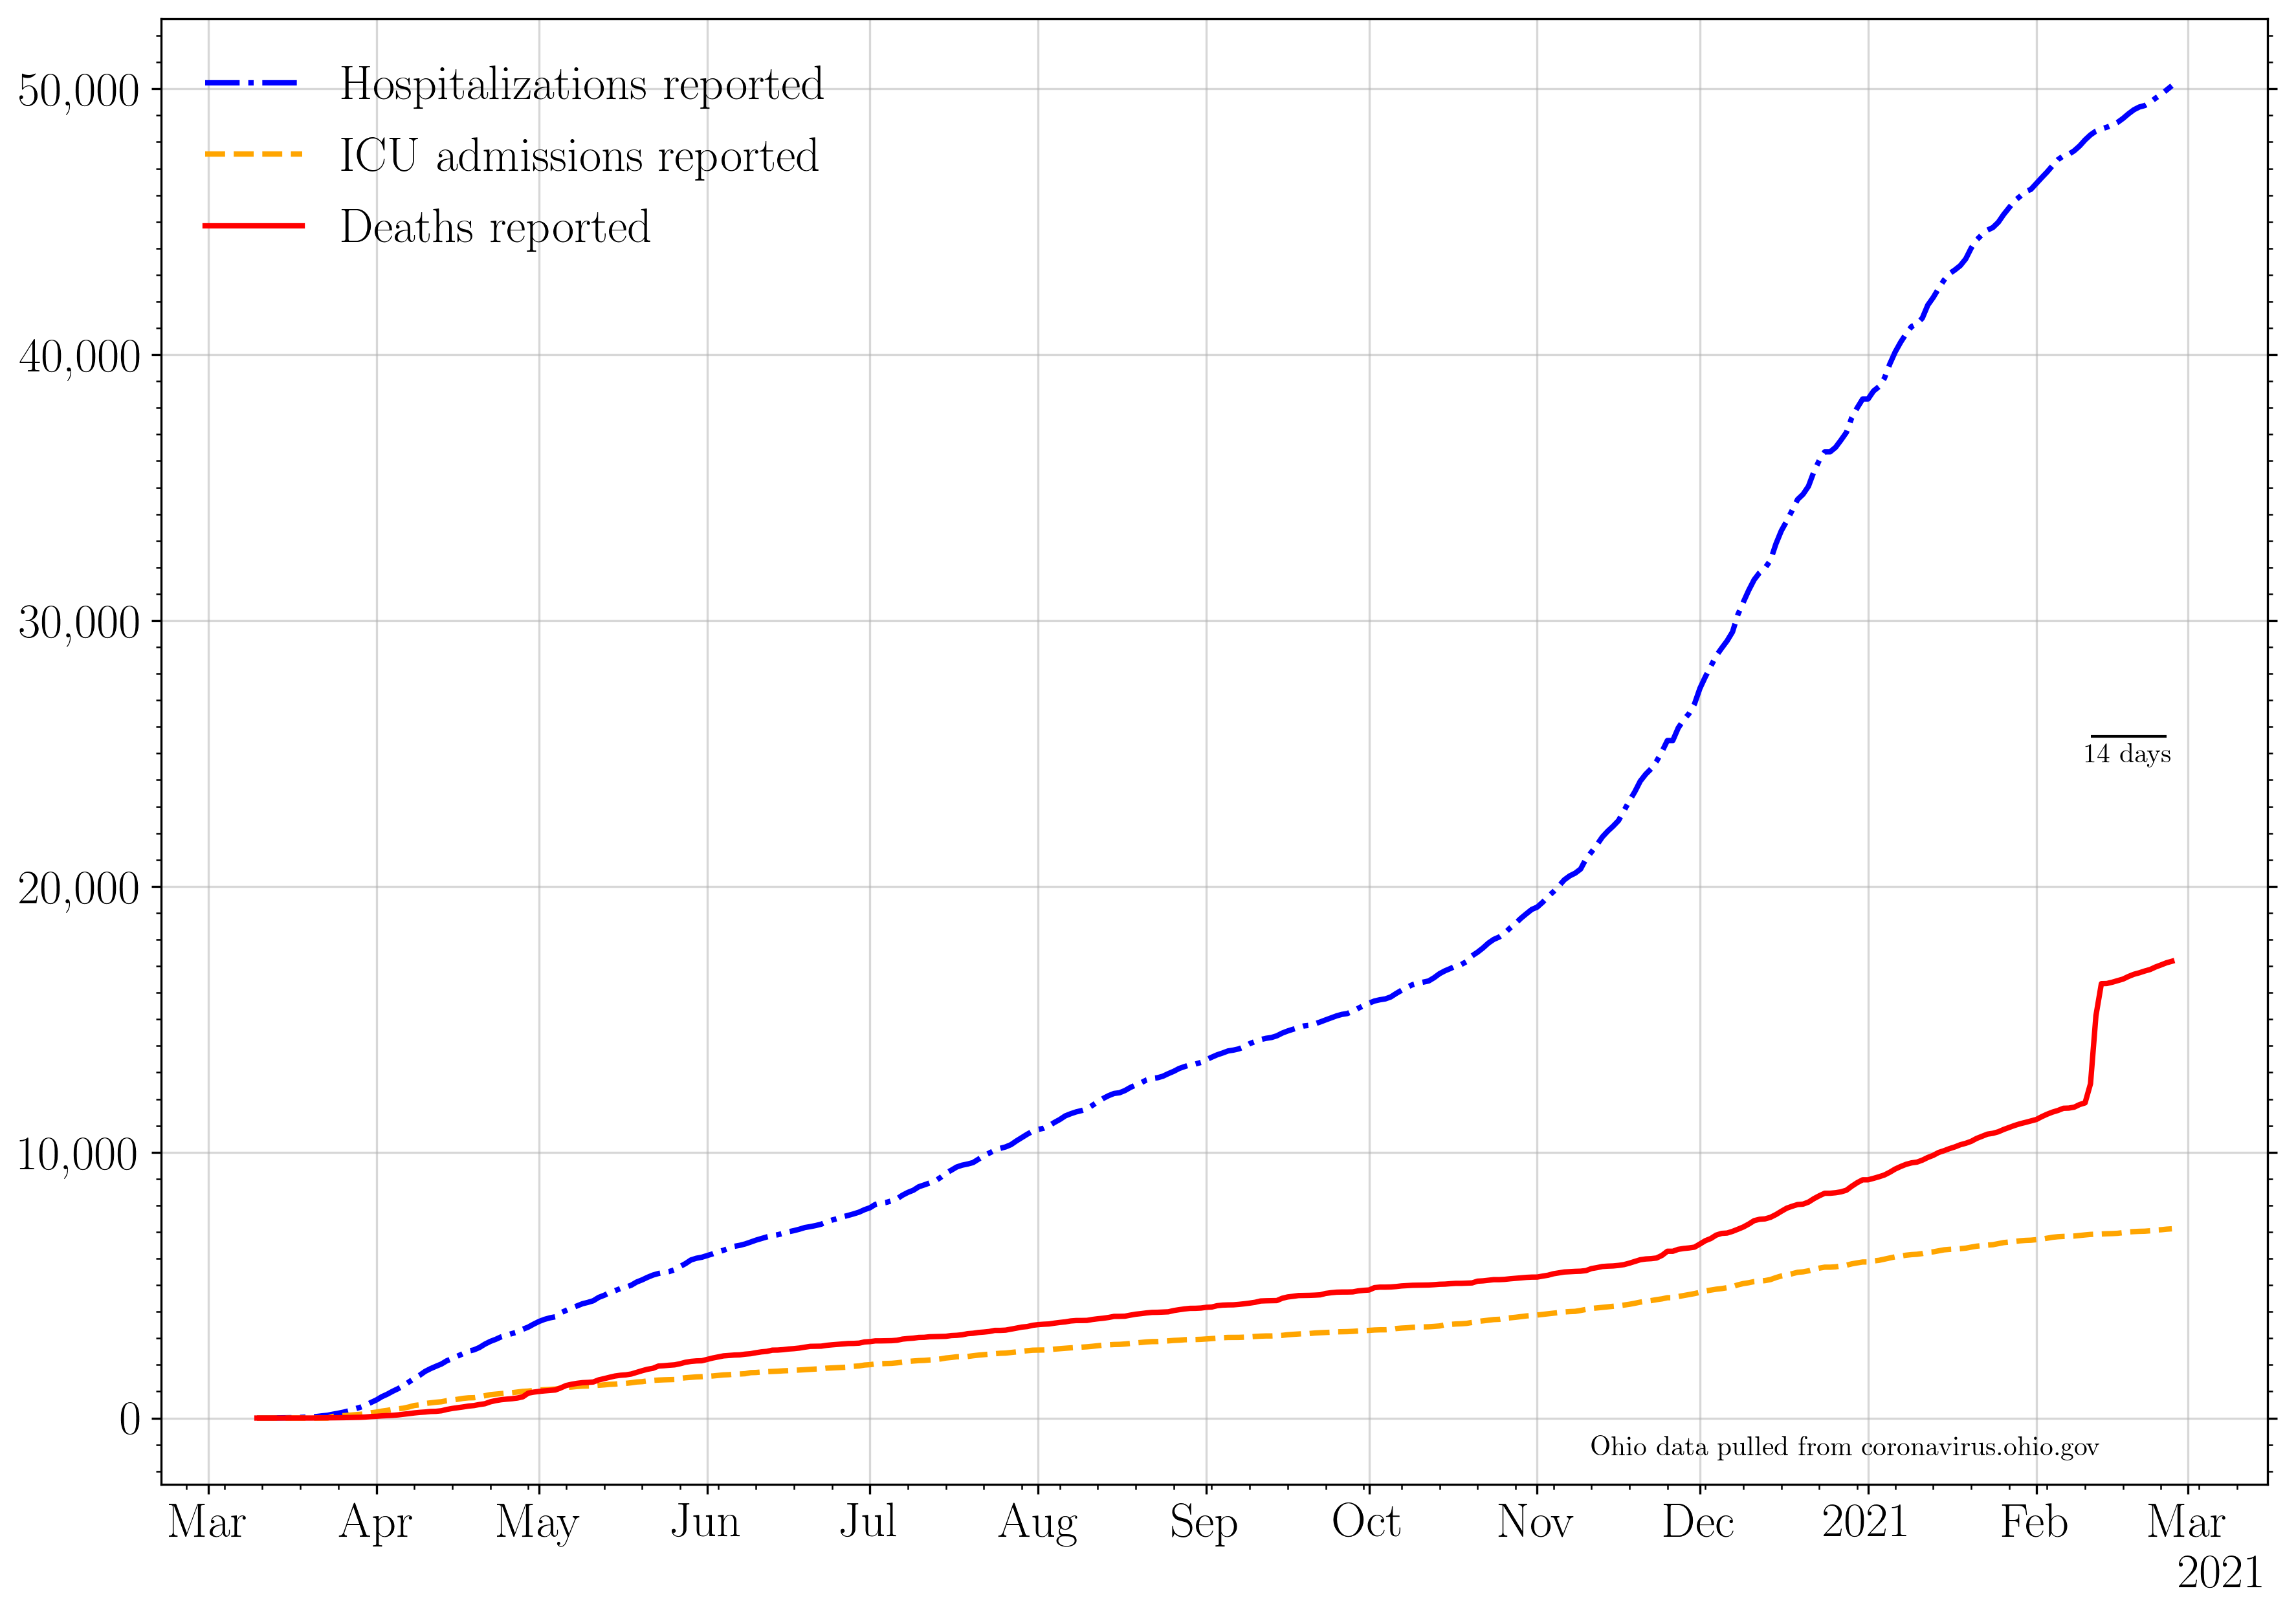 Hospitalizations reported
ICU admissions reported
Deaths reported
50,000
40,000
30,000
20,000
10,000
0
14 days
Ohio data pulled from coronavirus.ohio.gov
Mar Apr May Jun Jul Aug Sep Oct Nov Dec 2021 Feb Mar
2021